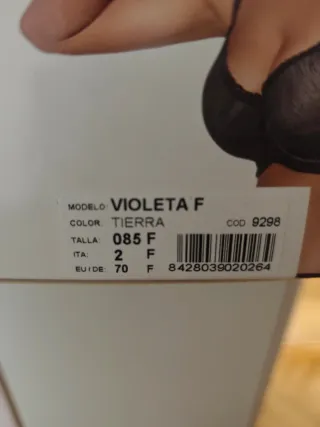 MODELO: VIOLETA F
COLOR: TIERRA COD 9298
TALLA: 085 F
ITA: 2 F
EU/DE: 70 F 8428039020264